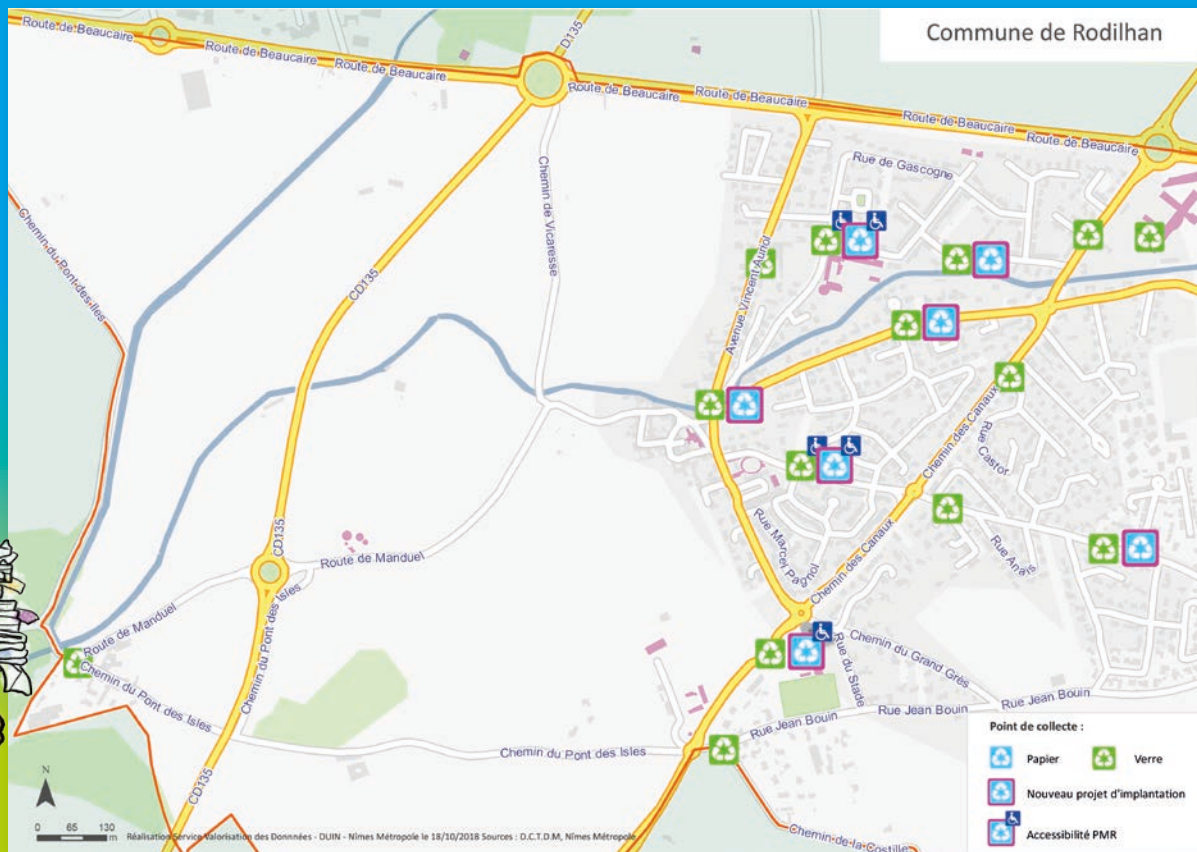 Commune de Rodilhan
Route de Beaucaire
Route de Beaucaire
Route de Beaucaire
D135
Route de Beaucaire
Route de Beaucaire
Route de Beaucaire
Route de Beaucaire
Rue de Gascogne
Chemin de Vicaresse
Chemin du Pont des Iles
CD135
Avenue Vincent Auriol
Chemin des Canaux
Rue Castor
CD135
Route de Manduel
Rue Marcel Pagnol
Chemin des Canaux
Rue Anaïs
Route de Manduel
Chemin du Pont des Isles
Chemin du Pont des Isles
Chemin du Grand Grès
Rue du Stade
Chemin du Pont des Isles
Rue Jean Bouin
Rue Jean Bouin
Rue Jean Bouin
CD135
Chemin de la Costille
Point de collecte :
Papier
Verre
Nouveau projet d'implantation
Accessibilité PMR
N
0 65 130
m
Réalisation Service Valorisation des Donnnées - DUIN - Nîmes Métropole le 18/10/2018 Sources : D.C.T.D.M, Nîmes Métropole